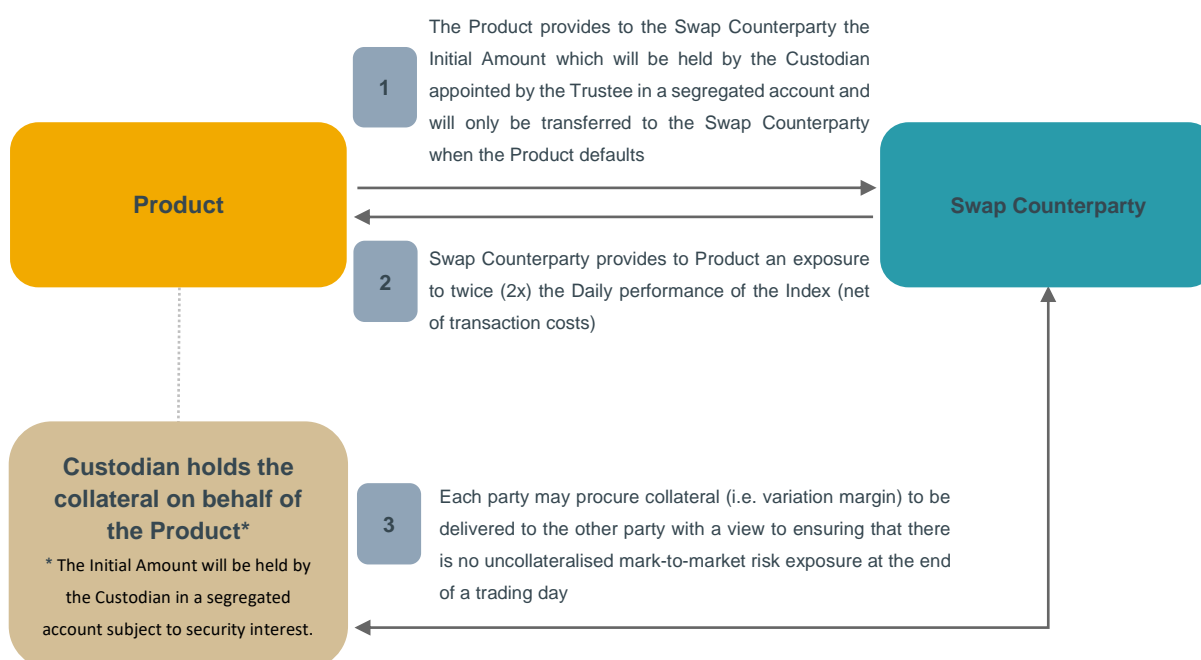 The Product provides to the Swap Counterparty the
Initial Amount which will be held by the Custodian
1
appointed by the Trustee in a segregated account and
will only be transferred to the Swap Counterparty
when the Product defaults
Product
Swap Counterparty
2
Swap Counterparty provides to Product an exposure
to twice (2x) the Daily performance of the Index (net
of transaction costs)
Custodian holds the
collateral on behalf of
the Product*
* The Initial Amount will be held by
the Custodian in a segregated
account subject to security interest.
3
Each party may procure collateral (i.e. variation margin) to be
delivered to the other party with a view to ensuring that there
is no uncollateralised mark-to-market risk exposure at the end
of a trading day